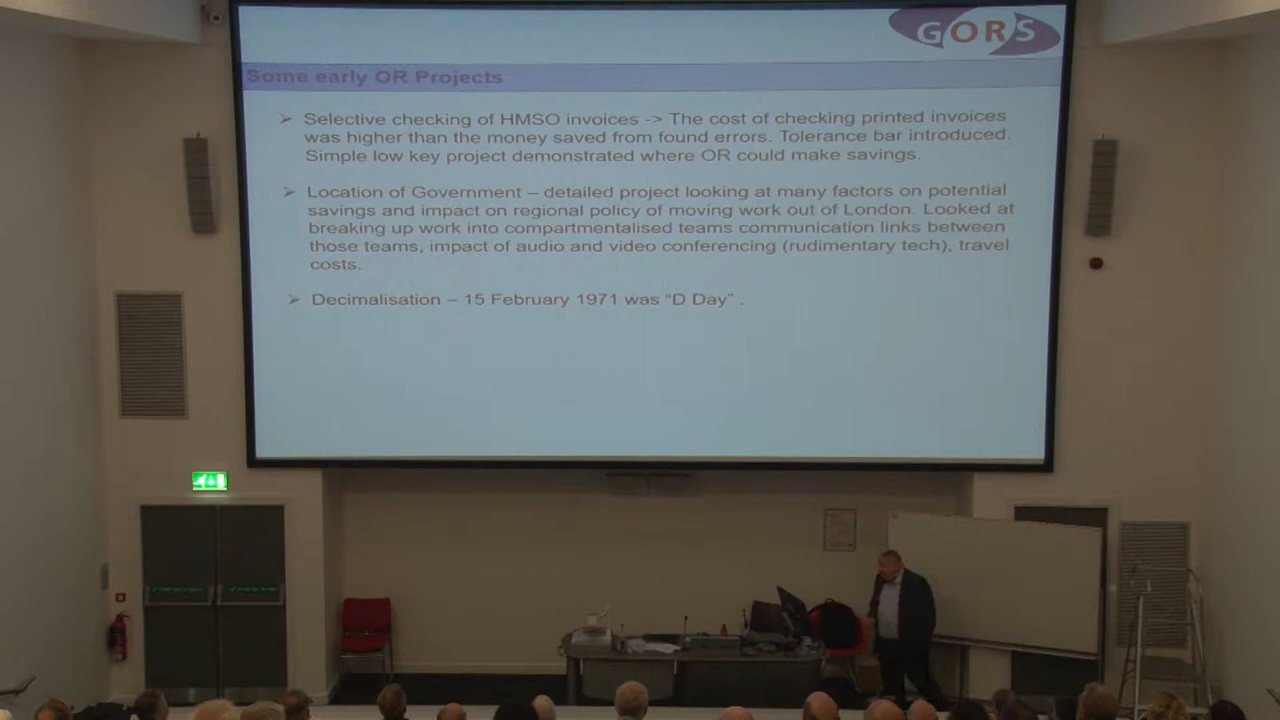 GORS
Some early OR Projects
➢ Selective checking of HMSO invoices -> The cost of checking printed invoices
was higher than the money saved from found errors. Tolerance bar introduced.
Simple low key project demonstrated where OR could make savings.
➢ Location of Government – detailed project looking at many factors on potential
savings and impact on regional policy of moving work out of London. Looked at
breaking up work into compartmentalised teams communication links between
those teams, impact of audio and video conferencing (rudimentary tech), travel
costs.
➢ Decimalisation – 15 February 1971 was “D Day” .